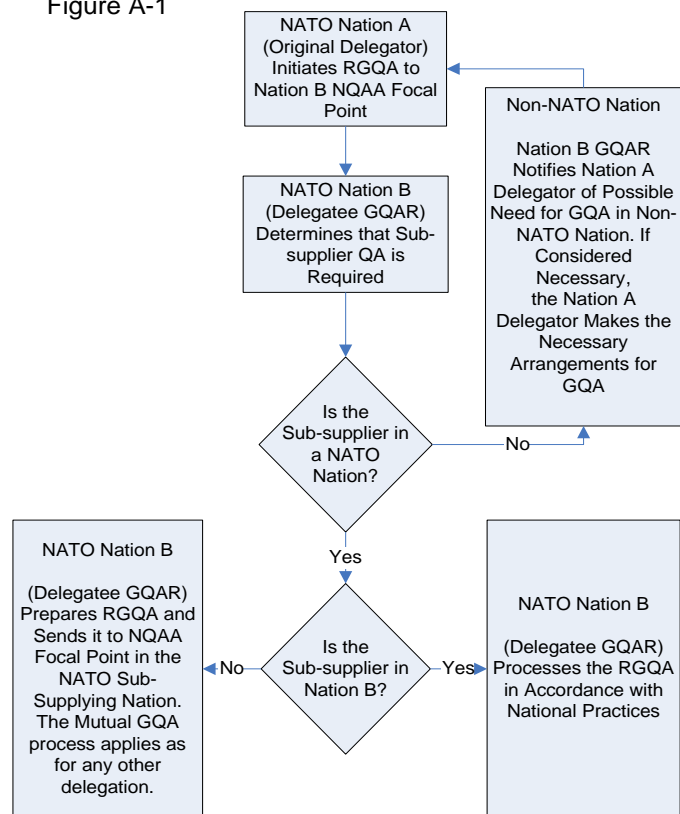 Figure A-1
NATO Nation A
(Original Delegator)
Initiates RGQA to
Nation B NQAA Focal
Point
Non-NATO Nation
Nation B GQAR
Notifies Nation A
Delegator of Possible
Need for GQA in Non-
NATO Nation. If
Considered
Necessary,
the Nation A
Delegator Makes the
Necessary
Arrangements for
GQA
NATO Nation B
(Delegatee GQAR)
Determines that Sub-
supplier QA is
Required
Is the
Sub-supplier in
a NATO
Nation?
No
Yes
NATO Nation B
(Delegatee GQAR)
Prepares RGQA and
Sends it to NQAA
Focal Point in the
NATO Sub-
Supplying Nation.
The Mutual GQA
process applies as
for any other
delegation.
No
Is the
Sub-supplier in
Nation B?
Yes
NATO Nation B
(Delegatee GQAR)
Processes the RGQA
in Accordance with
National Practices